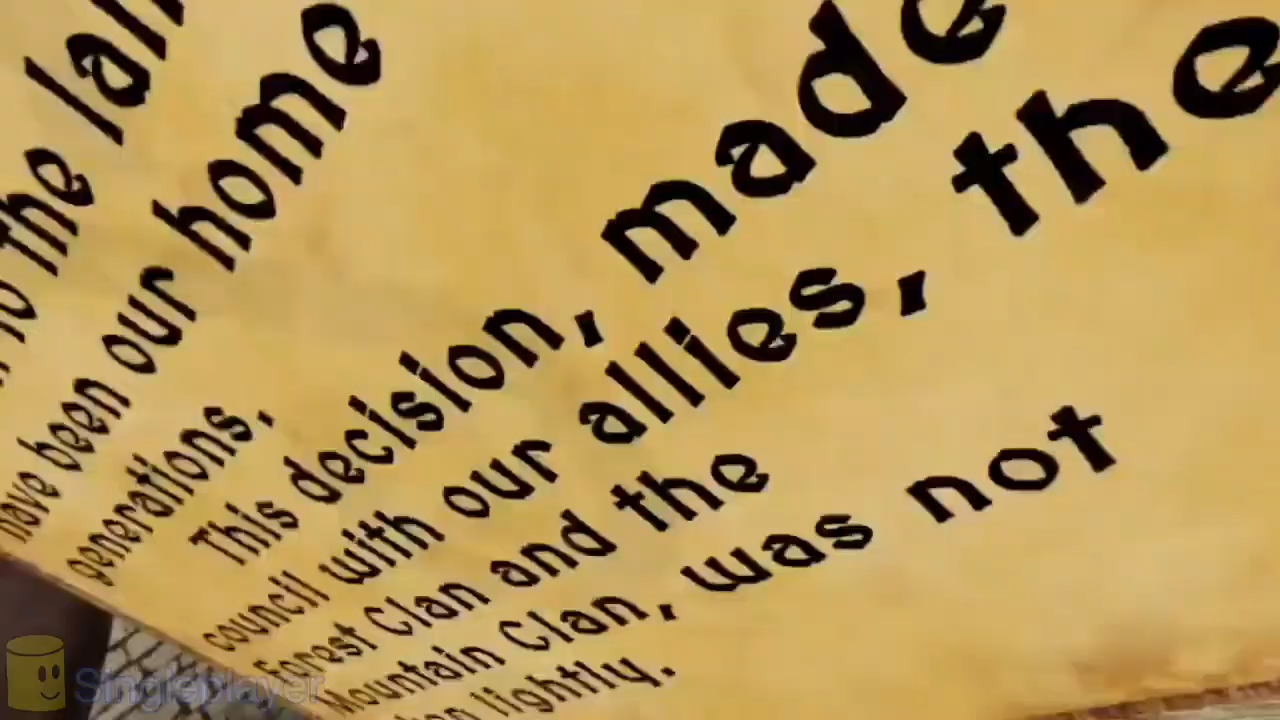 the
have been our home
generations.
This decision, made
council with our allies, the
Forest Clan and the
Mountain Clan, was not
lightly.
SinglePlayer